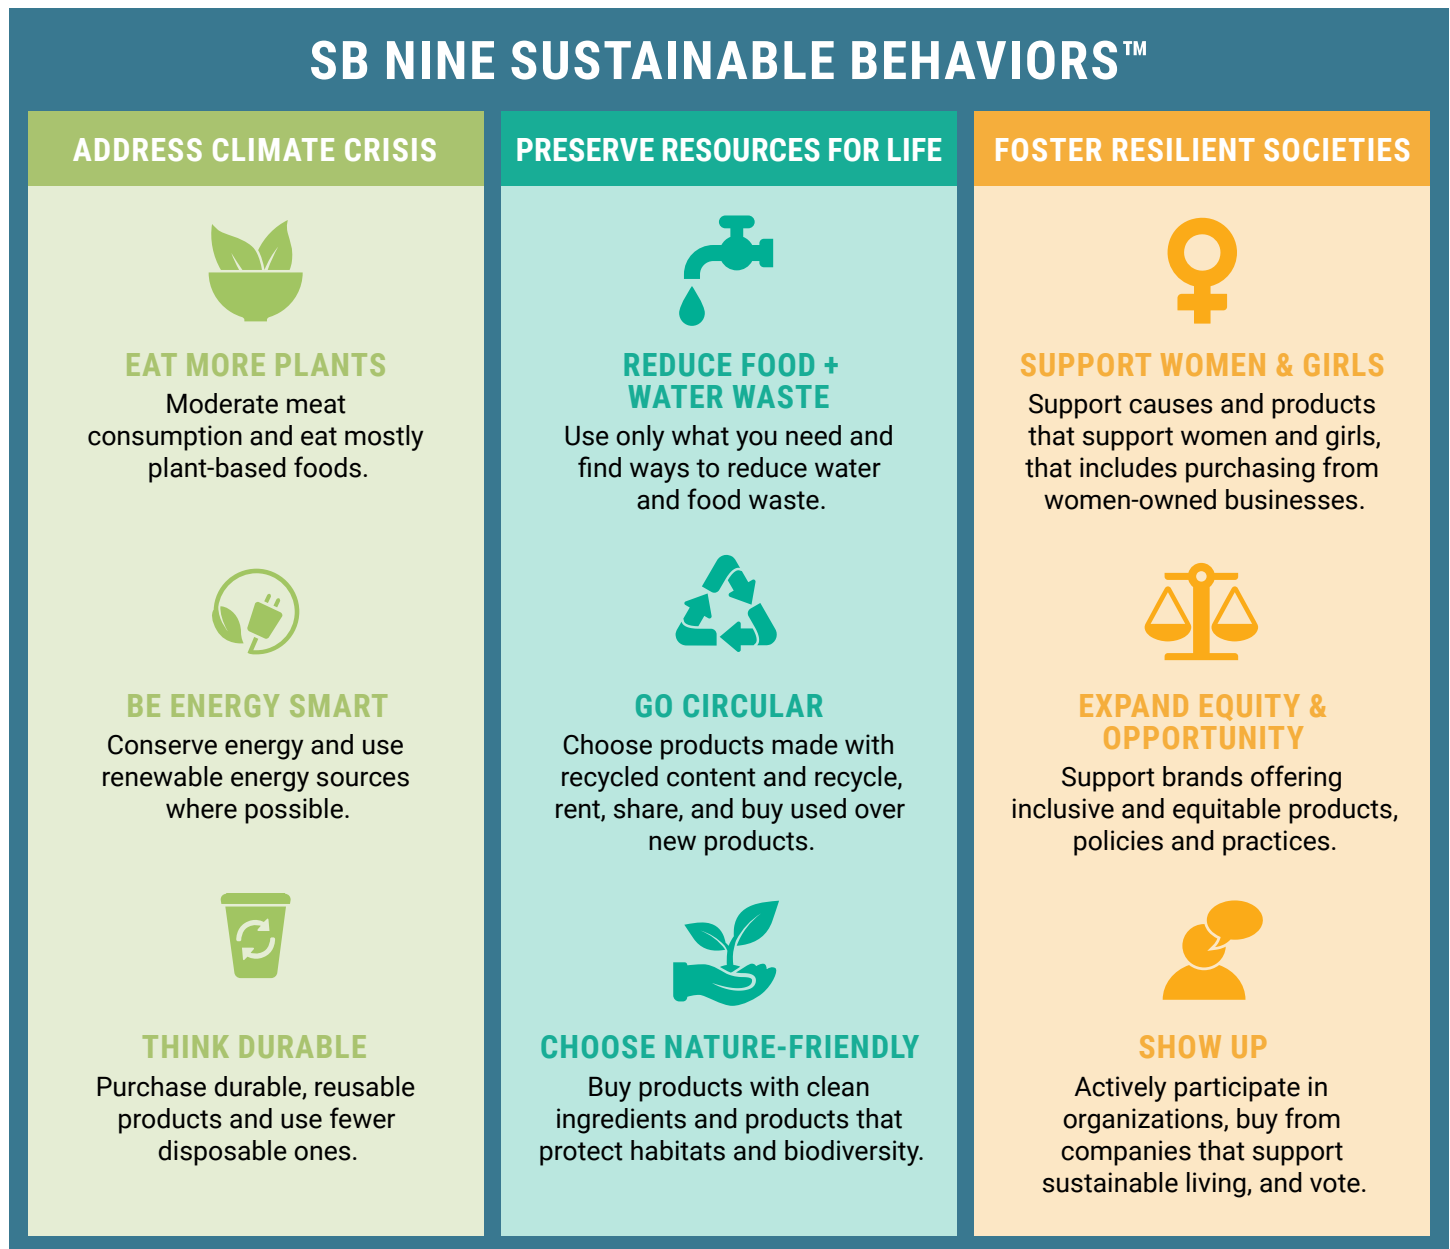 SB NINE SUSTAINABLE BEHAVIORS™
ADDRESS CLIMATE CRISIS
EAT MORE PLANTS
Moderate meat
consumption and eat mostly
plant-based foods.
BE ENERGY SMART
Conserve energy and use
renewable energy sources
where possible.
THINK DURABLE
Purchase durable, reusable
products and use fewer
disposable ones.
PRESERVE RESOURCES FOR LIFE
REDUCE FOOD +
WATER WASTE
Use only what you need and
find ways to reduce water
and food waste.
GO CIRCULAR
Choose products made with
recycled content and recycle,
rent, share, and buy used over
new products.
CHOOSE NATURE-FRIENDLY
Buy products with clean
ingredients and products that
protect habitats and biodiversity.
FOSTER RESILIENT SOCIETIES
SUPPORT WOMEN & GIRLS
Support causes and products
that support women and girls,
that includes purchasing from
women-owned businesses.
EXPAND EQUITY &
OPPORTUNITY
Support brands offering
inclusive and equitable products,
policies and practices.
SHOW UP
Actively participate in
organizations, buy from
companies that support
sustainable living, and vote.